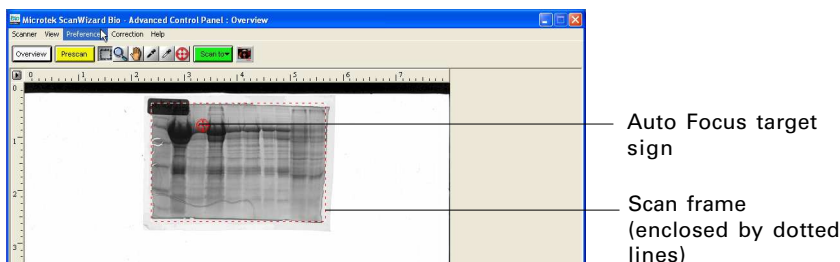 Microtek ScanWizard Bio - Advanced Control Panel : Overview
Scanner View Preferences Correction Help
Overview Prescan Scan to
0 1 2 3 4 5 6 7
0
1
2
3
Auto Focus target
sign
Scan frame
(enclosed by dotted
lines)